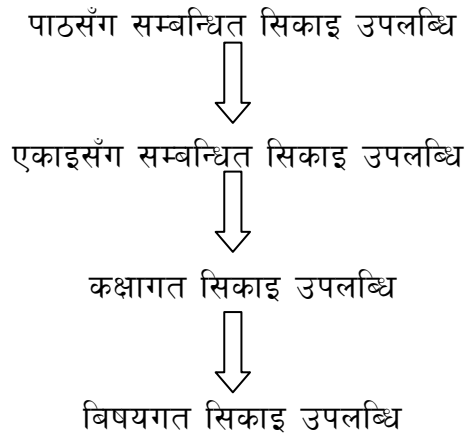 पाठसँग सम्बन्धित सिकाइ उपलब्धि
एकाइसँग सम्बन्धित सिकाइ उपलब्धि
कक्षागत सिकाइ उपलब्धि
बिषयगत सिकाइ उपलब्धि